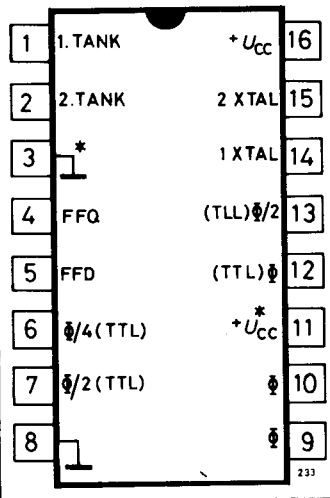 1 1.TANK +UCC 16
2 2.TANK 2 XTAL 15
3 * 1 XTAL 14
4 FFQ (TLL)Φ/2 13
5 FFD (TTL)Φ 12
6 Φ/4(TTL) +U*CC 11
7 Φ/2(TTL) Φ 10
8 Φ 9
233